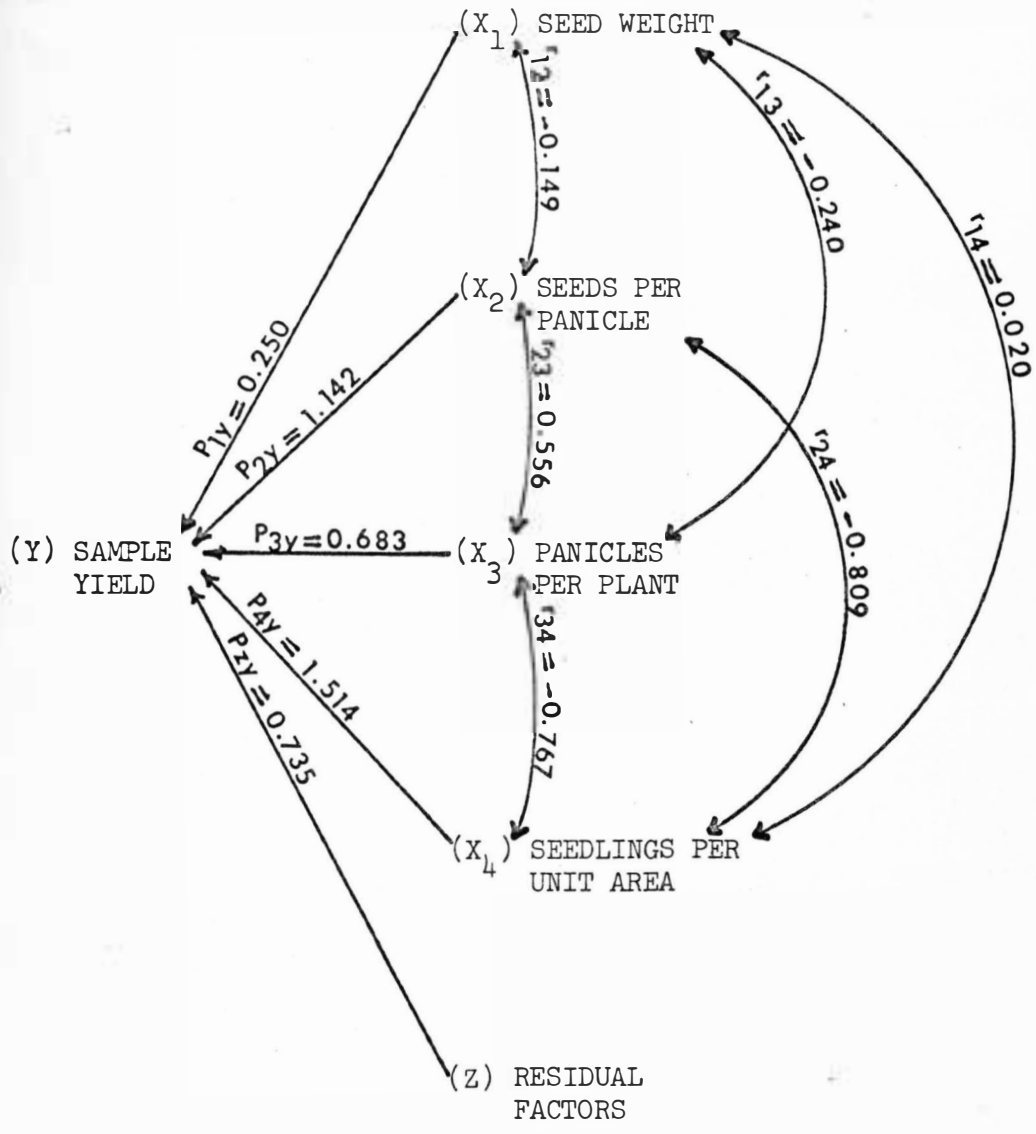 (X1) SEED WEIGHT
r12 = -0.149
r13 = -0.240
r14 = 0.020
(X2) SEEDS PER
PANICLE
P1y = 0.250
P2y = 1.142
r23 = 0.556
r24 = -0.809
(Y) SAMPLE
YIELD
P3y = 0.683
(X3) PANICLES
PER PLANT
P4y = 1.514
Pzy = 0.735
r34 = -0.767
(X4) SEEDLINGS PER
UNIT AREA
(Z) RESIDUAL
FACTORS